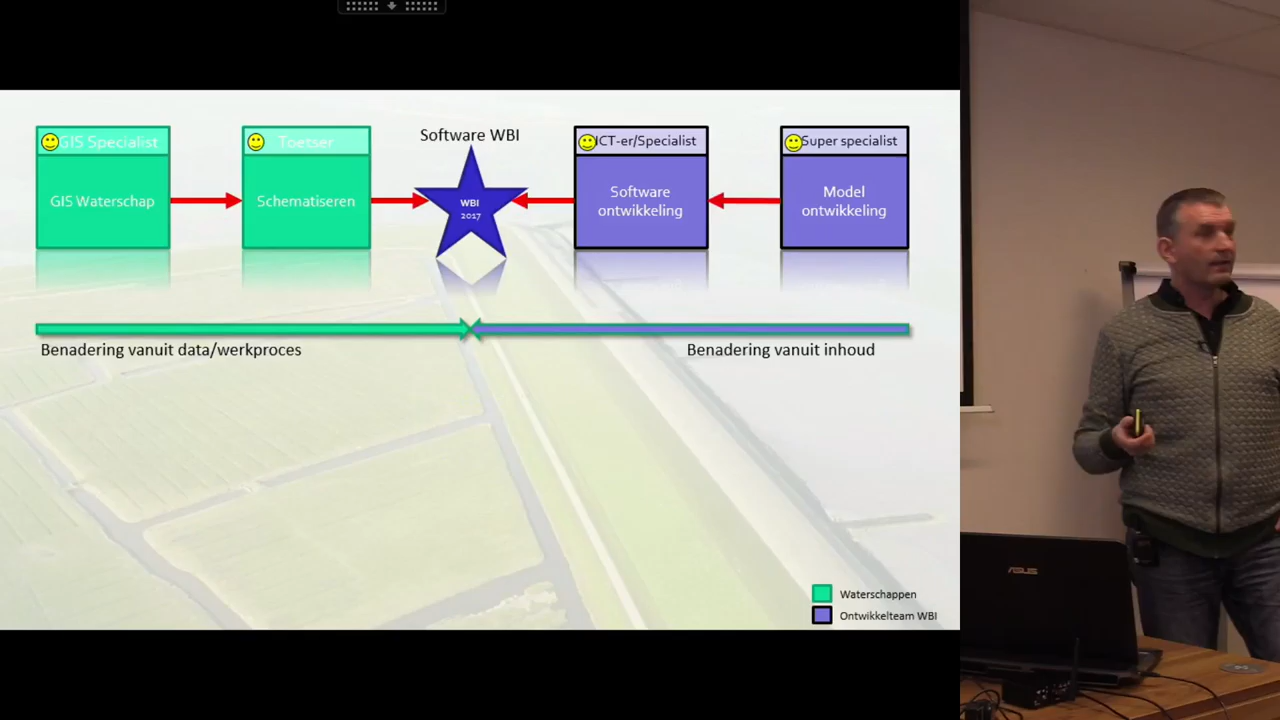 GIS Specialist
Toetser
Software WBI
ICT-er/Specialist
Super specialist
GIS Waterschap
Schematiseren
WBI
2017
Software
ontwikkeling
Model
ontwikkeling
Benadering vanuit data/werkproces
Benadering vanuit inhoud
Waterschappen
Ontwikkelteam WBI
ASUS